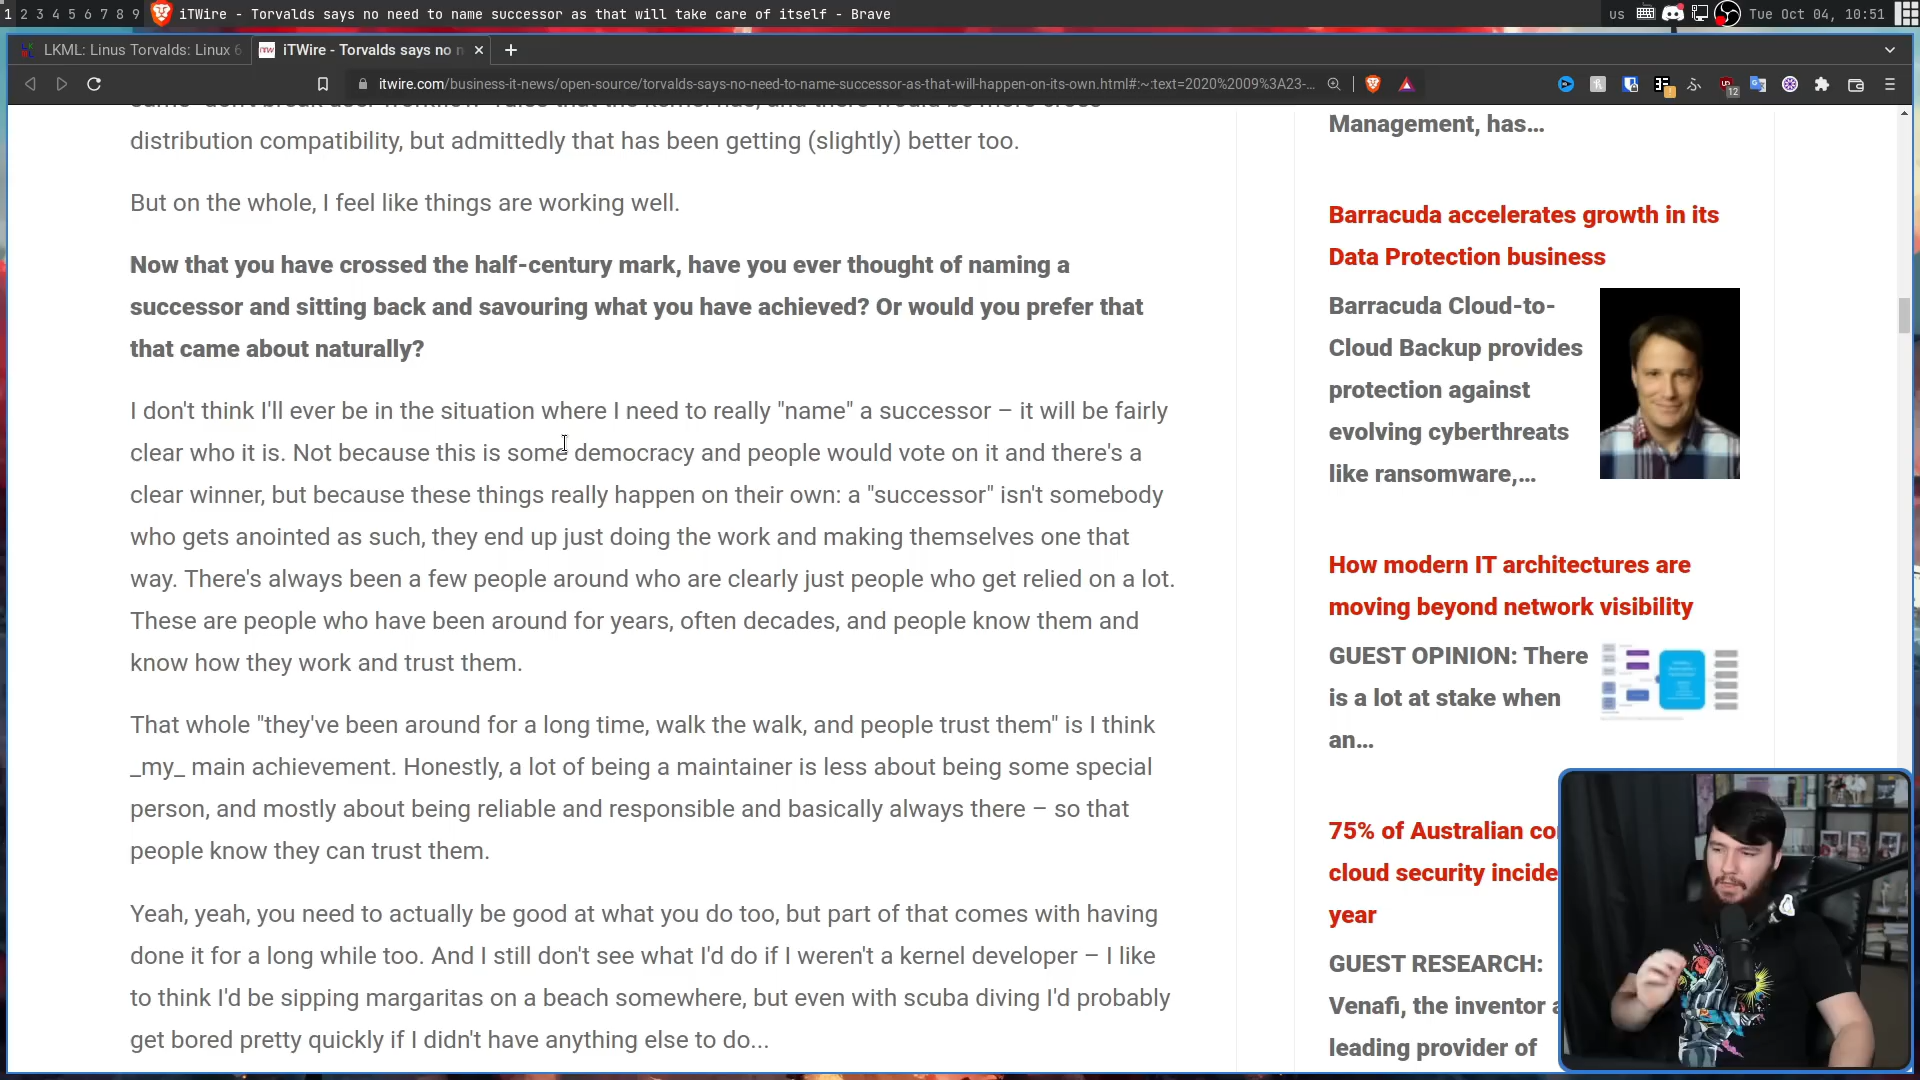 1 2 3 4 5 6 7 8 9 iTWire - Torvalds says no need to name successor as that will take care of itself - Brave
us Tue Oct 04, 10:51
LKML: Linus Torvalds: Linux 6
iTWire - Torvalds says no n
itwire.com/business-it-news/open-source/torvalds-says-no-need-to-name-successor-as-that-will-happen-on-its-own.html#:~:text=2020%2009%3A23-...
12
distribution compatibility, but admittedly that has been getting (slightly) better too.
But on the whole, I feel like things are working well.
Now that you have crossed the half-century mark, have you ever thought of naming a
successor and sitting back and savouring what you have achieved? Or would you prefer that
that came about naturally?
I don't think I'll ever be in the situation where I need to really "name" a successor – it will be fairly
clear who it is. Not because this is some democracy and people would vote on it and there's a
clear winner, but because these things really happen on their own: a "successor" isn't somebody
who gets anointed as such, they end up just doing the work and making themselves one that
way. There's always been a few people around who are clearly just people who get relied on a lot.
These are people who have been around for years, often decades, and people know them and
know how they work and trust them.
That whole "they've been around for a long time, walk the walk, and people trust them" is I think
_my_ main achievement. Honestly, a lot of being a maintainer is less about being some special
person, and mostly about being reliable and responsible and basically always there – so that
people know they can trust them.
Yeah, yeah, you need to actually be good at what you do too, but part of that comes with having
done it for a long while too. And I still don't see what I'd do if I weren't a kernel developer – I like
to think I'd be sipping margaritas on a beach somewhere, but even with scuba diving I'd probably
get bored pretty quickly if I didn't have anything else to do...
Management, has...
Barracuda accelerates growth in its
Data Protection business
Barracuda Cloud-to-
Cloud Backup provides
protection against
evolving cyberthreats
like ransomware,...
How modern IT architectures are
moving beyond network visibility
GUEST OPINION: There
is a lot at stake when
an...
75% of Australian co
cloud security incide
year
GUEST RESEARCH:
Venafi, the inventor a
leading provider of